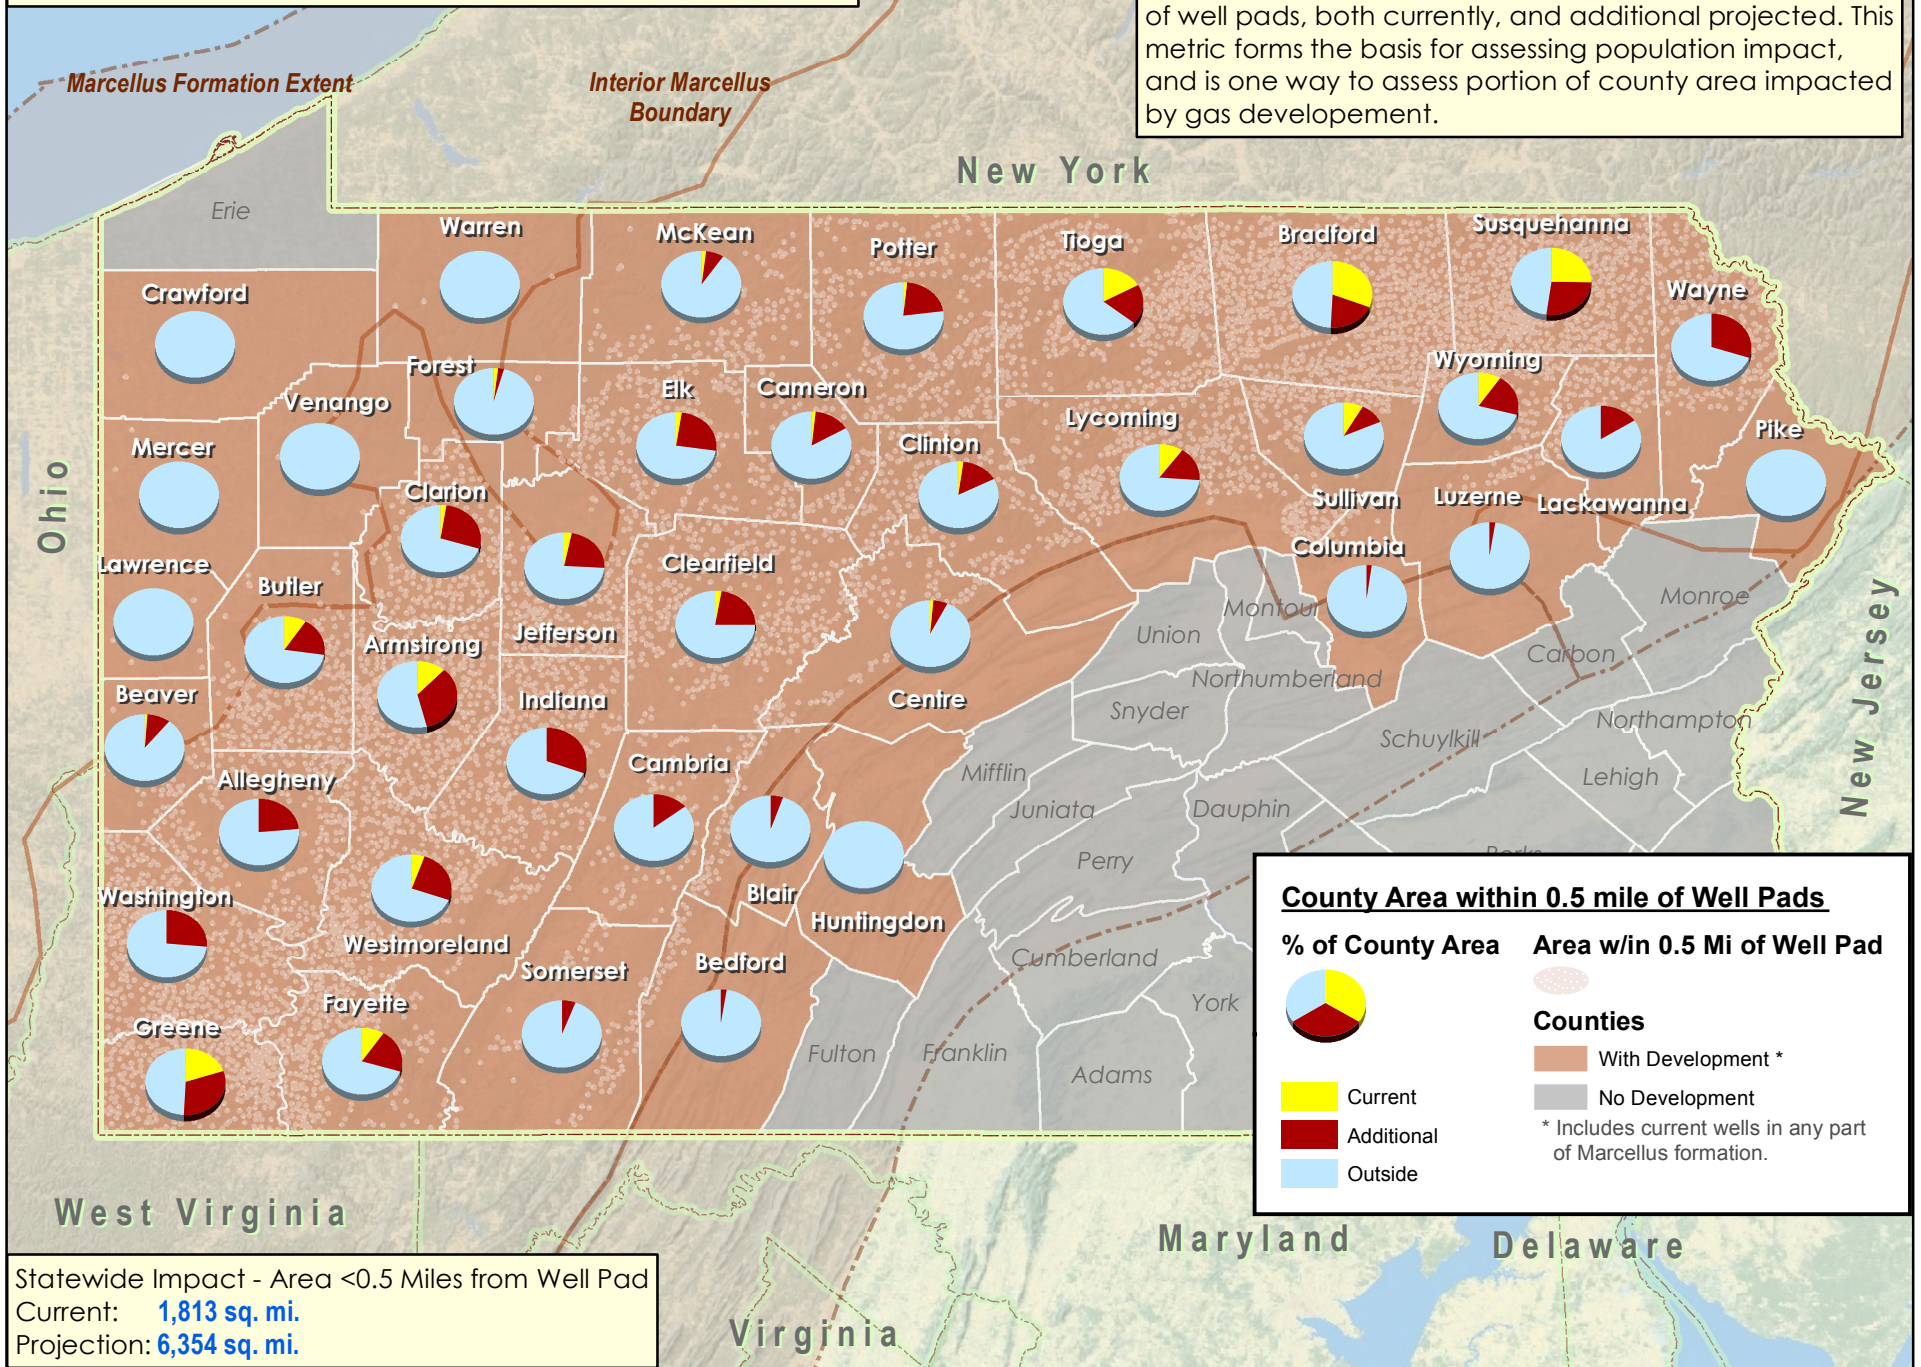 of well pads, both currently, and additional projected. This
metric forms the basis for assessing population impact,
and is one way to assess portion of county area impacted
by gas developement.
Marcellus Formation Extent
Interior Marcellus
Boundary
New York
Ohio
New Jersey
West Virginia
Virginia
Maryland
Delaware
Erie
Warren
McKean
Potter
Tioga
Bradford
Susquehanna
Wayne
Crawford
Forest
Elk
Cameron
Wyoming
Venango
Mercer
Clinton
Lycoming
Sullivan
Luzerne
Lackawanna
Pike
Clarion
Lawrence
Butler
Jefferson
Clearfield
Columbia
Montour
Monroe
Union
Armstrong
Carbon
Northumberland
Beaver
Indiana
Centre
Snyder
Northampton
Schuylkill
Allegheny
Cambria
Mifflin
Lehigh
Juniata
Dauphin
Perry
Berks
Washington
Westmoreland
Blair
Huntingdon
Somerset
Bedford
Cumberland
Greene
Fayette
York
Fulton
Franklin
Adams
County Area within 0.5 mile of Well Pads
% of County Area
Current
Additional
Outside
Area w/in 0.5 Mi of Well Pad
Counties
With Development *
No Development
* Includes current wells in any part
of Marcellus formation.
Statewide Impact - Area <0.5 Miles from Well Pad
Current: 1,813 sq. mi.
Projection: 6,354 sq. mi.